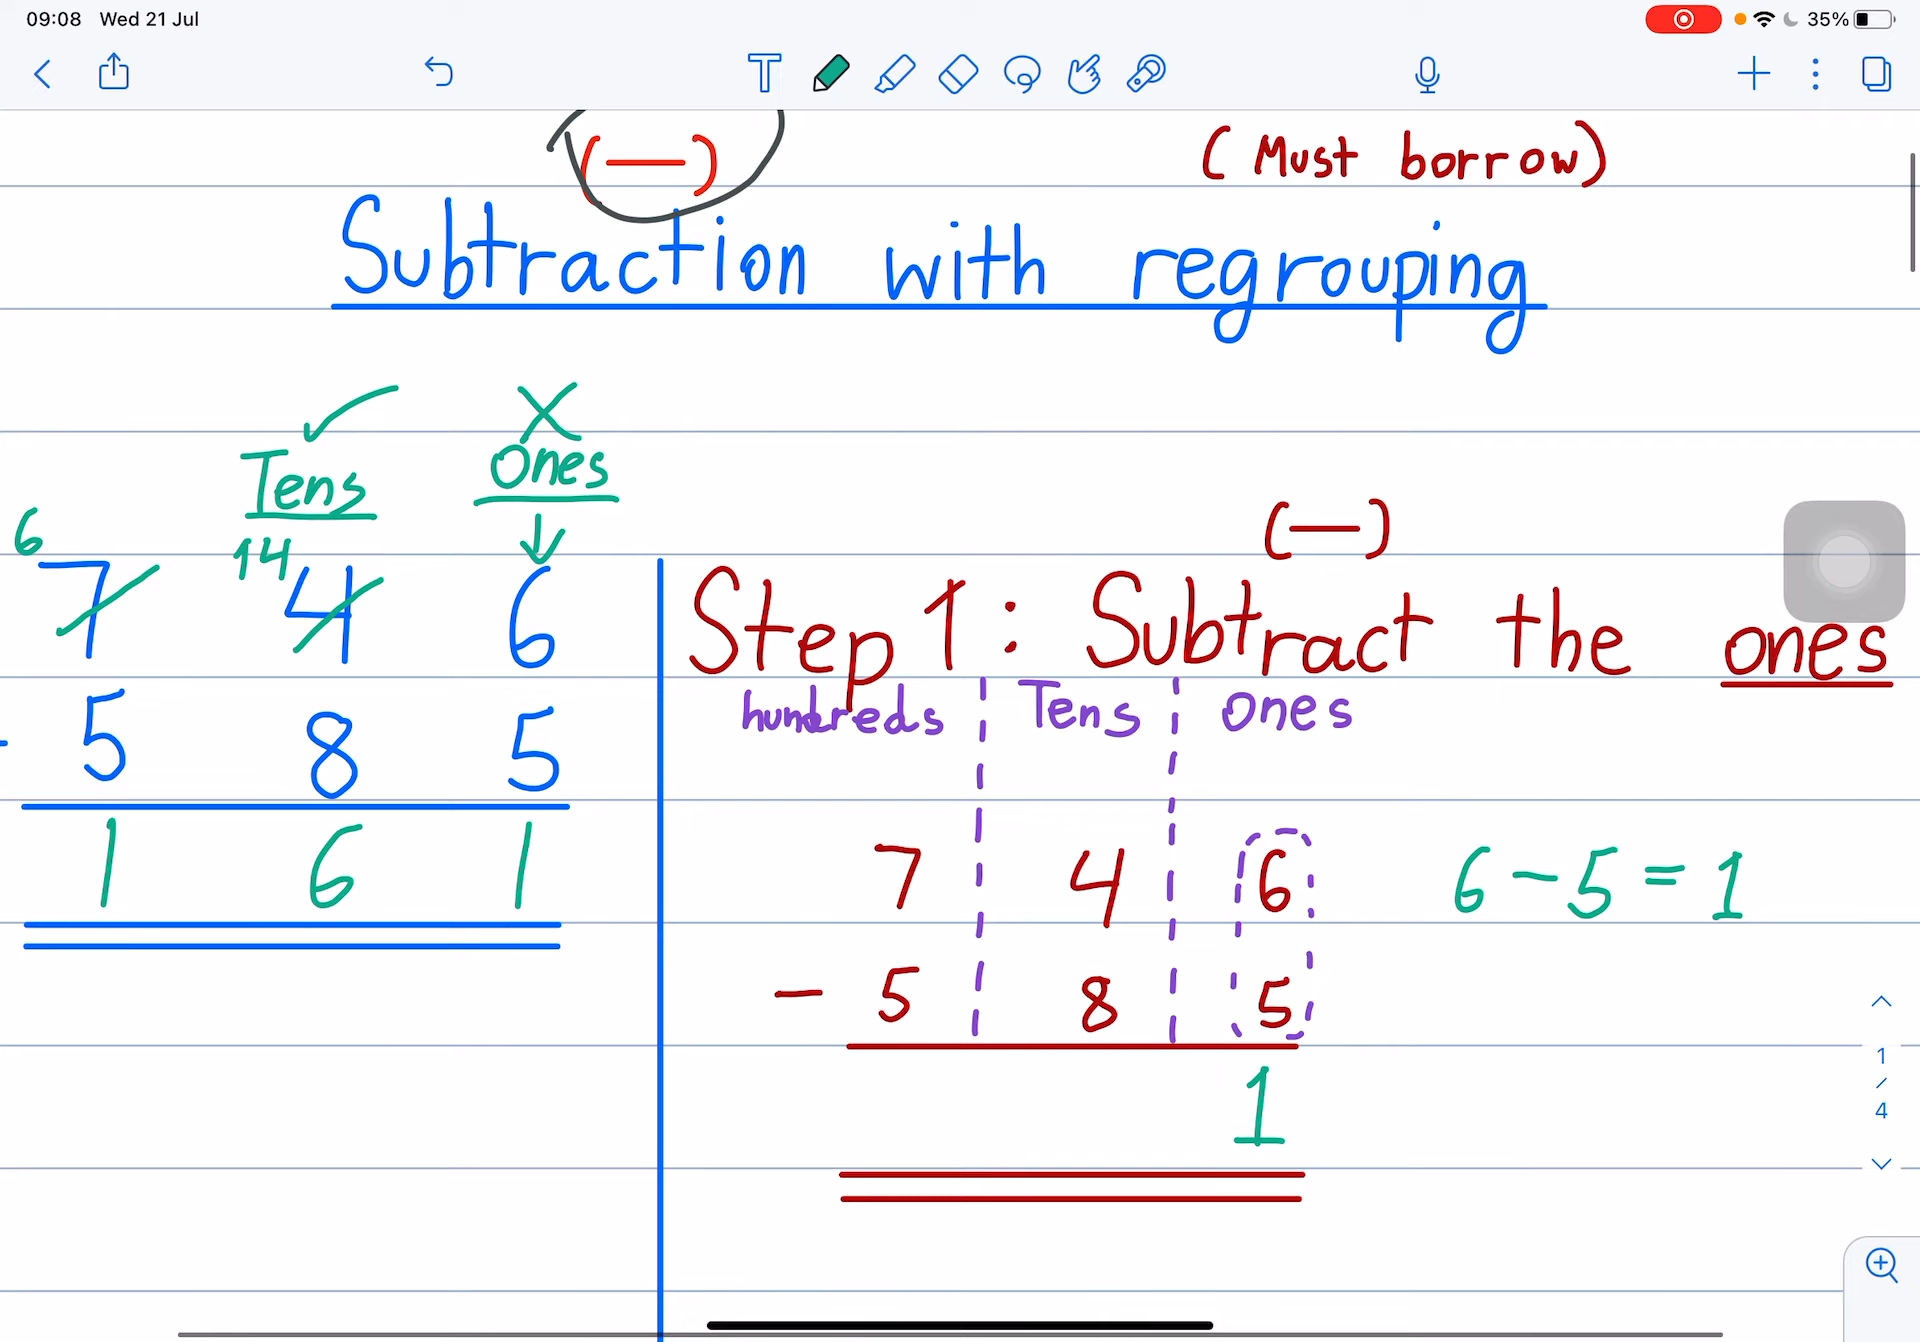 09:08 Wed 21 Jul
35%
(—)
(Must borrow)
Subtraction with regrouping
Tens Ones
6 14
7 4 6
- 5 8 5
1 6 1
(—)
Step 1: Subtract the ones
hundreds Tens ones
7 4 6
- 5 8 5
1
6 - 5 = 1
1
/
4